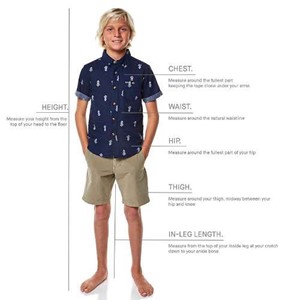 CHEST.
Measure around the fullest part
keeping the tape chest under your arms
HEIGHT.
Measure your height from the
top of your head to the floor
WAIST.
Measure around the natural waistline
HIP.
Measure around the fullest part of your hip
THIGH.
Measure around your thigh, midway between your
hip and knee
IN-LEG LENGTH.
Measure from the top of your inside leg at your crotch
down to your ankle bone